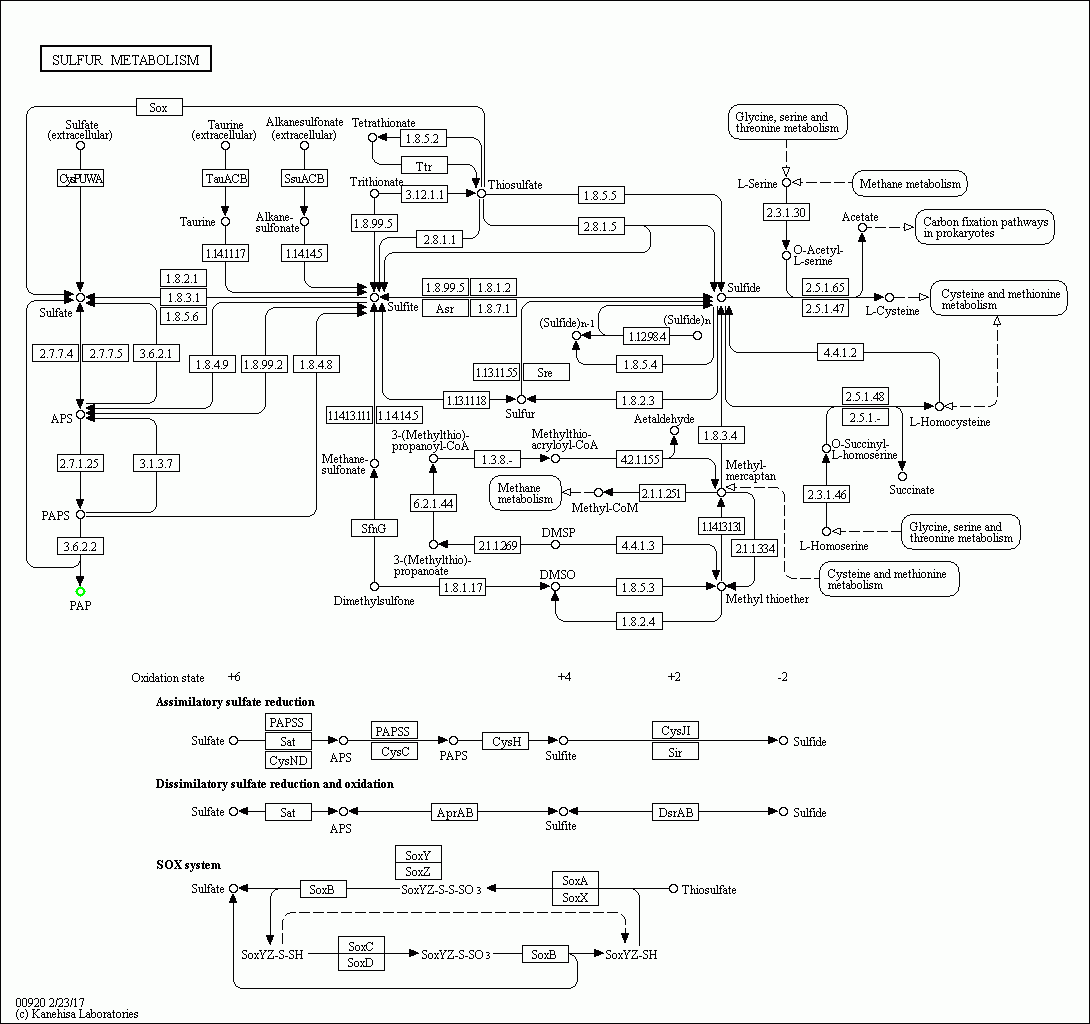 SULFUR METABOLISM
Sox
Sulfate
(extracellular)
Taurine
(extracellular)
Alkanesulfonate
(extracellular)
Tetrathionate
1.8.5.2
Ttr
Glycine, serine and
threonine metabolism
CysPUWA
TauACB
SsuACB
Trithionate
3.12.1.1
Thiosulfate
1.8.5.5
L-Serine
Methane metabolism
Taurine
Alkane-
sulfonate
1.8.99.5
2.8.1.1
2.8.1.5
2.3.1.30
Acetate
Carbon fixation pathways
in prokaryotes
1.14.11.17
1.14.14.5
O-Acetyl-
L-serine
1.8.2.1
1.8.3.1
1.8.5.6
1.8.99.5
1.8.1.2
Asr
1.8.7.1
Sulfate
Sulfite
Sulfide
2.5.1.65
2.5.1.47
L-Cysteine
Cysteine and methionine
metabolism
(Sulfide)n-1
(Sulfide)n
1.12.98.4
1.8.5.4
2.7.7.4
2.7.7.5
3.6.2.1
1.8.4.9
1.8.99.2
1.8.4.8
1.13.11.55
Sre
4.4.1.2
1.13.11.18
Sulfur
1.8.2.3
2.5.1.48
2.5.1.-
L-Homocysteine
APS
1.14.13.111
1.14.14.5
Aetaldehyde
1.8.3.4
3-(Methylthio)-
propanoyl-CoA
Methylthio-
acryloyl-CoA
O-Succinyl-
L-homoserine
2.7.1.25
3.1.3.7
Methane-
sulfonate
1.3.8.-
4.2.1.155
Methyl-
mercaptan
Succinate
Methane
metabolism
Methyl-CoM
2.1.1.251
6.2.1.44
2.3.1.46
PAPS
SfnG
1.14.13.131
L-Homoserine
Glycine, serine and
threonine metabolism
3.6.2.2
2.1.1.269
DMSP
4.4.1.3
2.1.1.334
3-(Methylthio)-
propanoate
Cysteine and methionine
metabolism
PAP
Dimethylsulfone
1.8.1.17
DMSO
1.8.5.3
Methyl thioether
1.8.2.4
Oxidation state +6 +4 +2 -2
Assimilatory sulfate reduction
Sulfate
PAPSS
Sat
CysND
APS
PAPSS
CysC
PAPS
CysH
Sulfite
CysJI
Sir
Sulfide
Dissimilatory sulfate reduction and oxidation
Sulfate
Sat
APS
AprAB
Sulfite
DsrAB
Sulfide
SOX system
SoxY
SoxZ
Sulfate
SoxB
SoxYZ-S-S-SO3
SoxA
SoxX
Thiosulfate
SoxYZ-S-SH
SoxC
SoxD
SoxYZ-S-SO3
SoxB
SoxYZ-SH
00920 2/23/17
(c) Kanehisa Laboratories